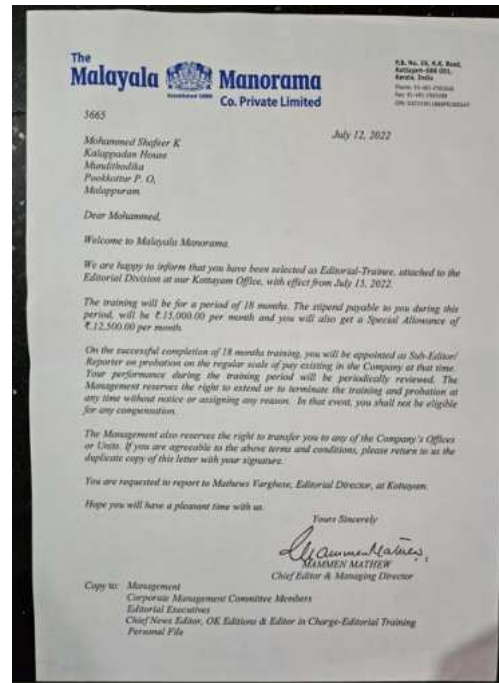 The
Malayala Manorama
Established 1888
Co. Private Limited
P.B. No. 26, K.K. Road,
Kottayam-686 001,
Kerala, India
5665
July 12, 2022
Mohammed Shafeer K
Kalappadan House
Mundithodika
Pookkottur P. O,
Malappuram.
Dear Mohammed,
Welcome to Malayala Manorama.
We are happy to inform that you have been selected as Editorial-Trainee, attached to the
Editorial Division at our Kottayam Office, with effect from July 15, 2022.
The training will be for a period of 18 months. The stipend payable to you during this
period, will be ₹.15,000.00 per month and you will also get a Special Allowance of
₹.12,500.00 per month.
On the successful completion of 18 months training, you will be appointed as Sub-Editor/
Reporter on probation on the regular scale of pay existing in the Company at that time.
Your performance during the training period will be periodically reviewed. The
Management reserves the right to extend or to terminate the training and probation at
any time without notice or assigning any reason. In that event, you shall not be eligible
for any compensation.
The Management also reserves the right to transfer you to any of the Company's Offices
or Units. If you are agreeable to the above terms and conditions, please return to us the
duplicate copy of this letter with your signature.
You are requested to report to Mathews Varghese, Editorial Director, at Kottayam.
Hope you will have a pleasant time with us.
Yours Sincerely
Mammen Mathew,
MAMMEN MATHEW
Chief Editor & Managing Director
Copy to: Management
Corporate Management Committee Members
Editorial Executives
Chief News Editor, OK Editions & Editor in Charge-Editorial Training
Personal File